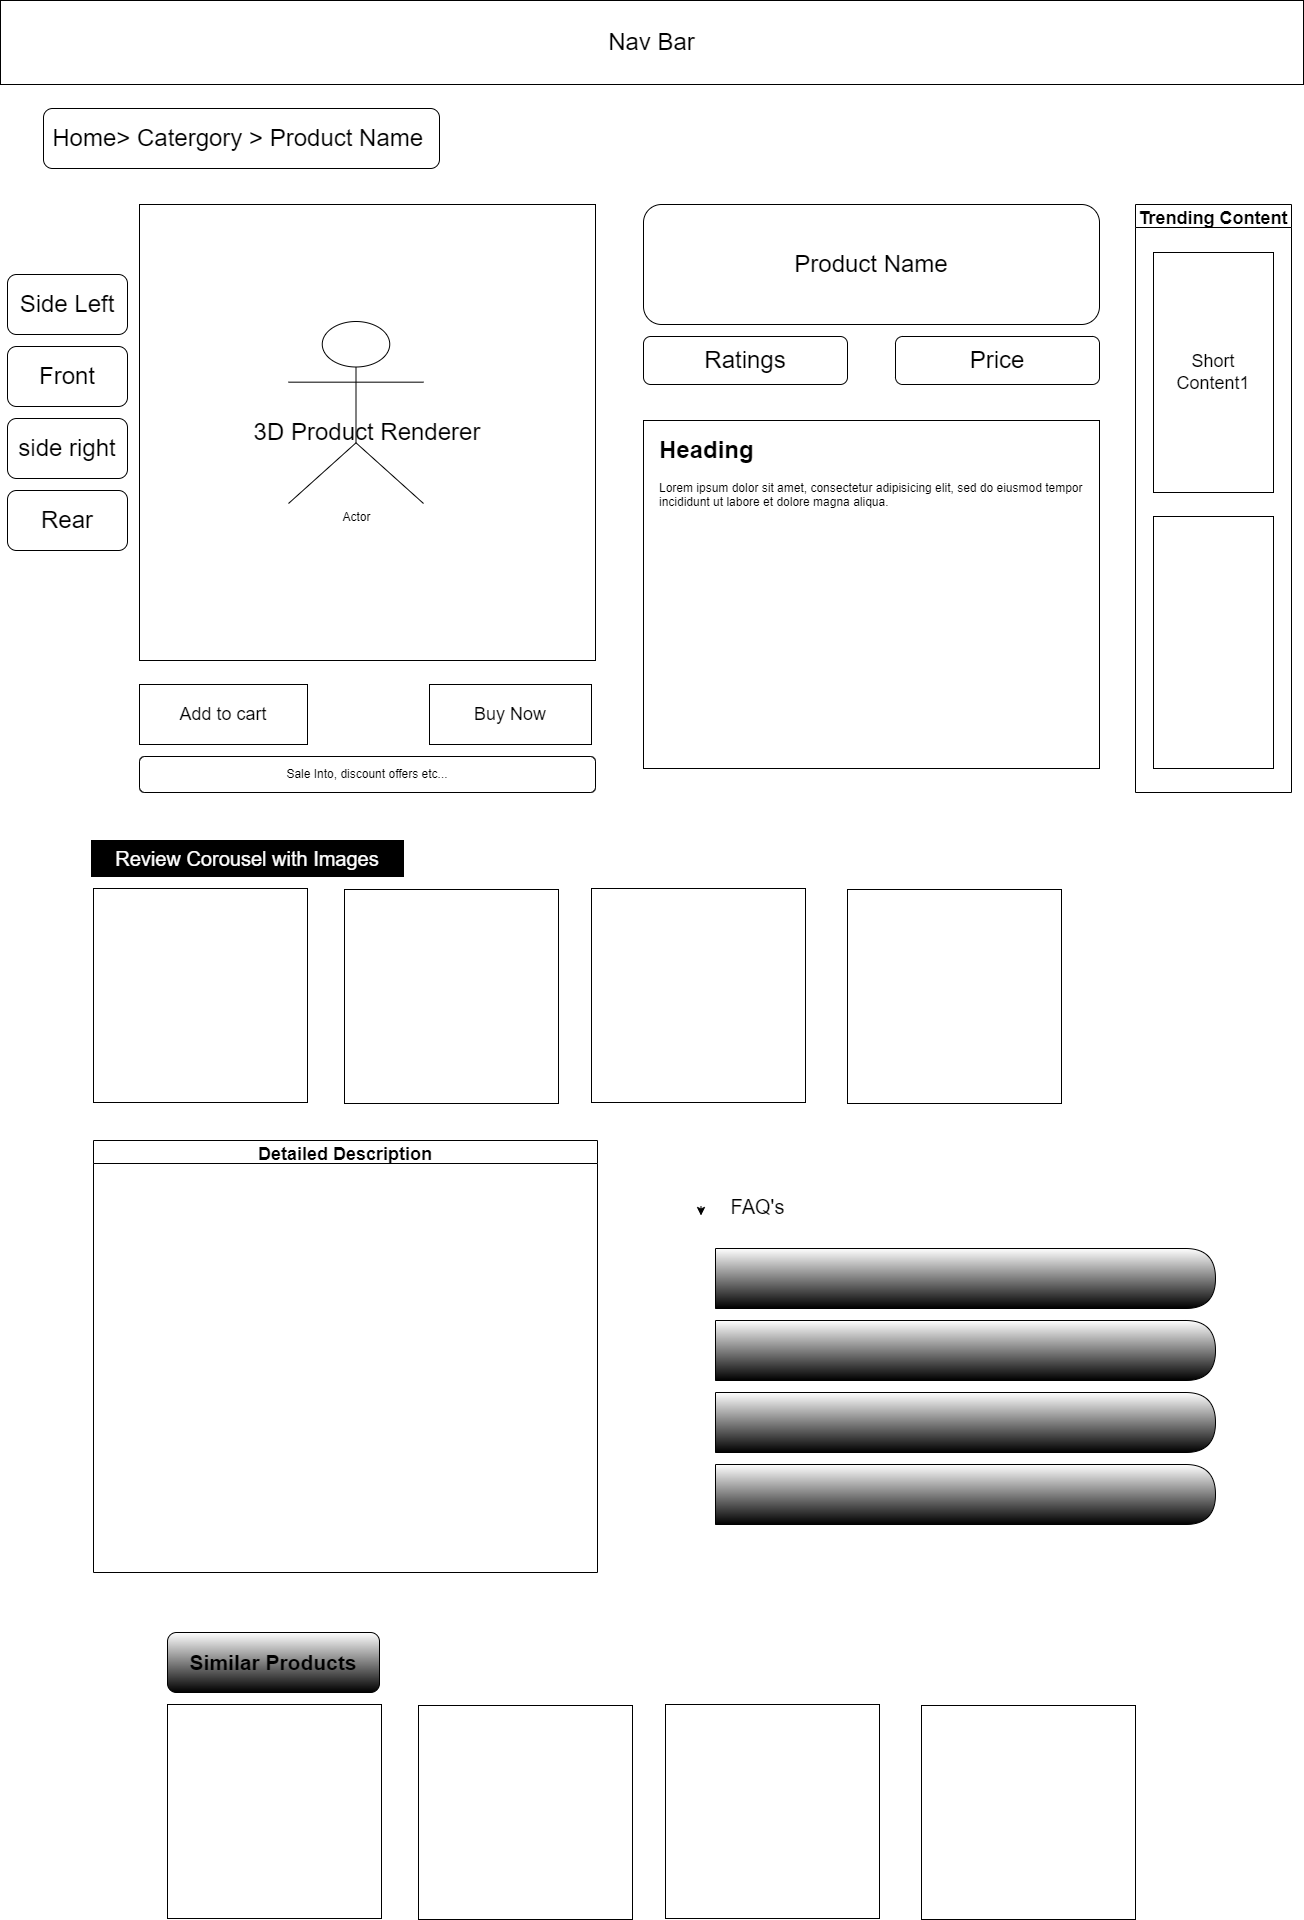 Nav Bar
Home> Catergory > Product Name
Side Left
Front
side right
Rear
3D Product Renderer
Actor
Add to cart
Buy Now
Sale Into, discount offers etc...
Product Name
Ratings
Price
Heading
Lorem ipsum dolor sit amet, consectetur adipisicing elit, sed do eiusmod tempor
incididunt ut labore et dolore magna aliqua.
Trending Content
Short
Content1
Review Corousel with Images
Detailed Description
FAQ's
Similar Products